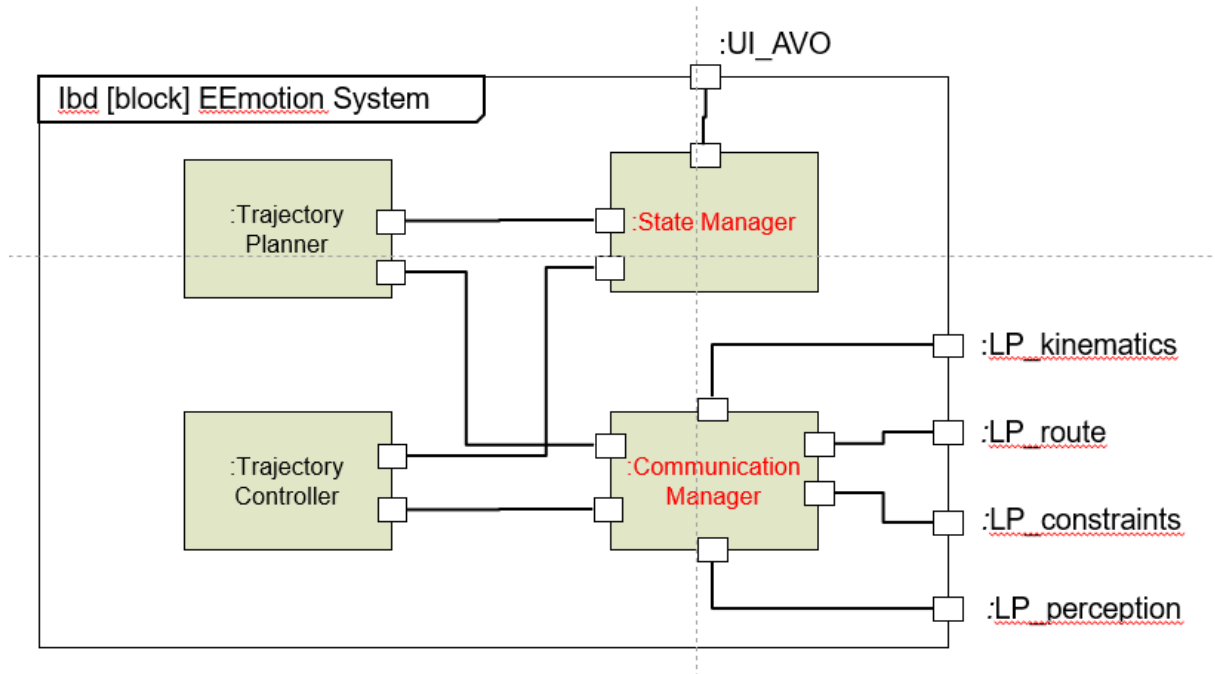 :UI_AVO
Ibd [block] EEmotion System
:Trajectory
Planner
:State Manager
:LP_kinematics
:LP_route
:Trajectory
Controller
:Communication
Manager
:LP_constraints
:LP_perception